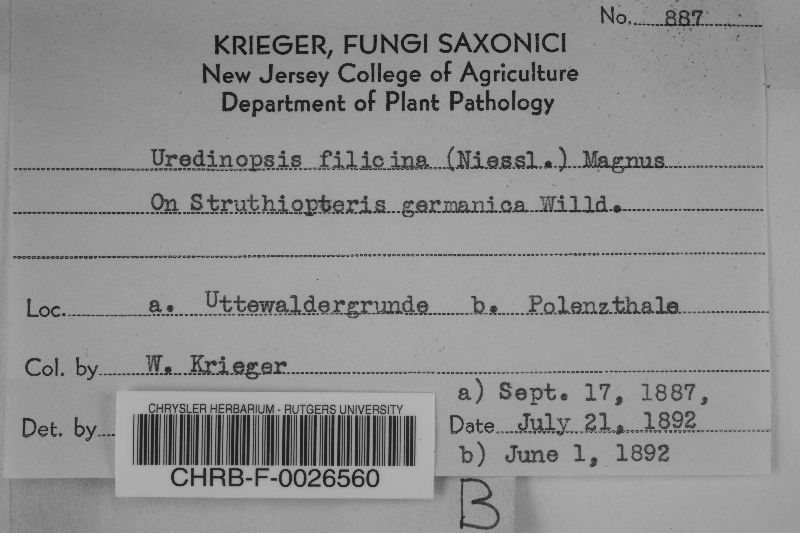 No. 887
KRIEGER, FUNGI SAXONICI
New Jersey College of Agriculture
Department of Plant Pathology
Uredinopsis filicina (Niessl.) Magnus
On Struthiopteris germanica Willd.
Loc. a. Uttewaldergrunde b. Polenzthale
Col. by W. Krieger
a) Sept. 17, 1887,
Det. by
Date July 21, 1892
b) June 1, 1892
CHRYSLER HERBARIUM - RUTGERS UNIVERSITY
CHRB-F-0026560
B